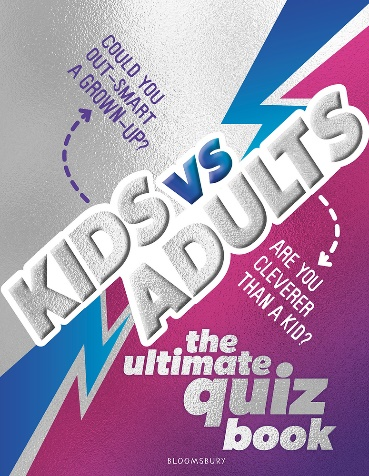 COULD YOU
OUT-SMART
A GROWN-UP?
KIDS VS
ADULTS
ARE YOU
CLEVERER
THAN A KID?
the
ultimate
quiz
book
BLOOMSBURY